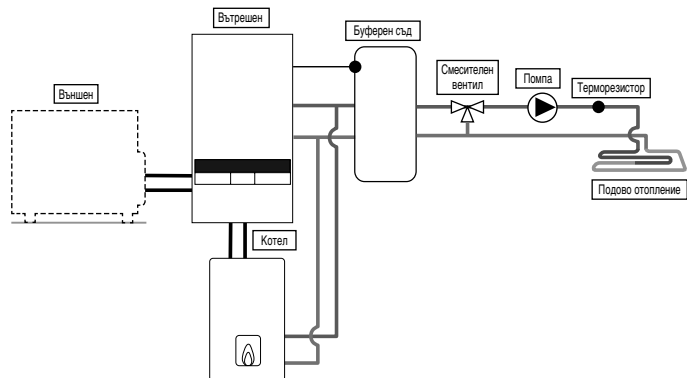 Вътрешен
Буферен съд
Смесителен
вентил
Помпа
Терморезистор
Външен
Подово отопление
Котел